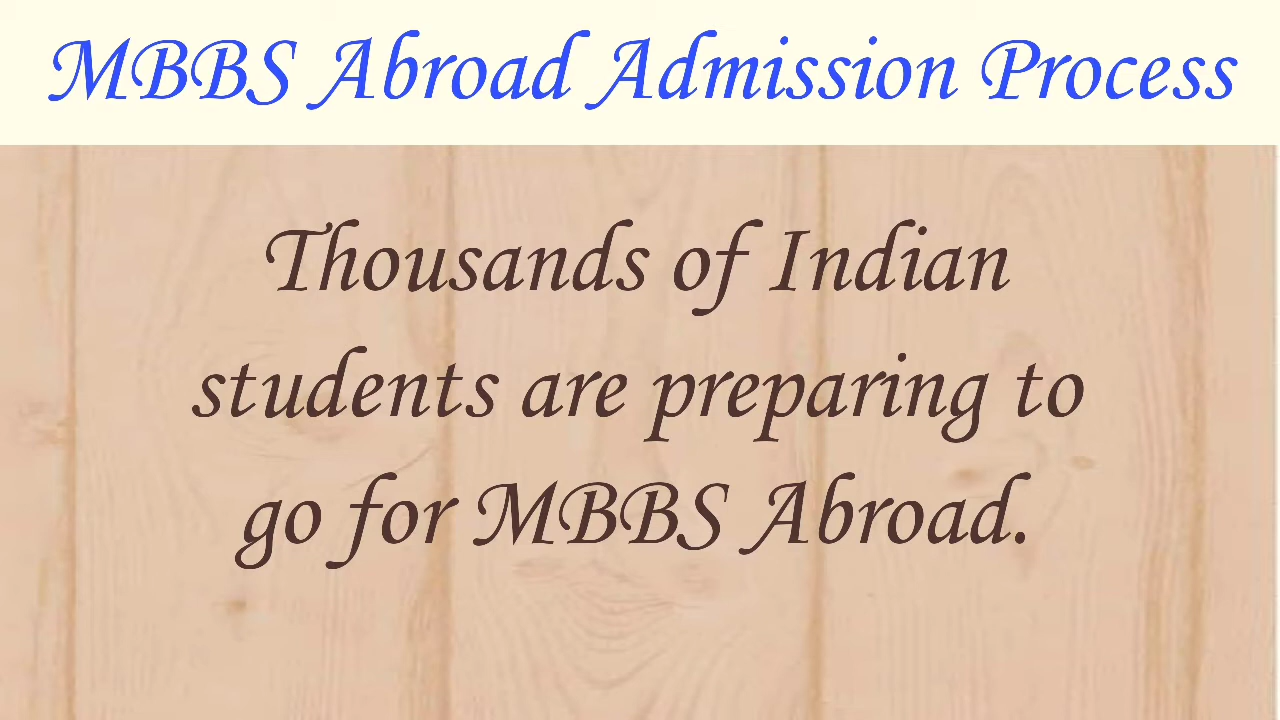 MBBS Abroad Admission Process
Thousands of Indian
students are preparing to
go for MBBS Abroad.